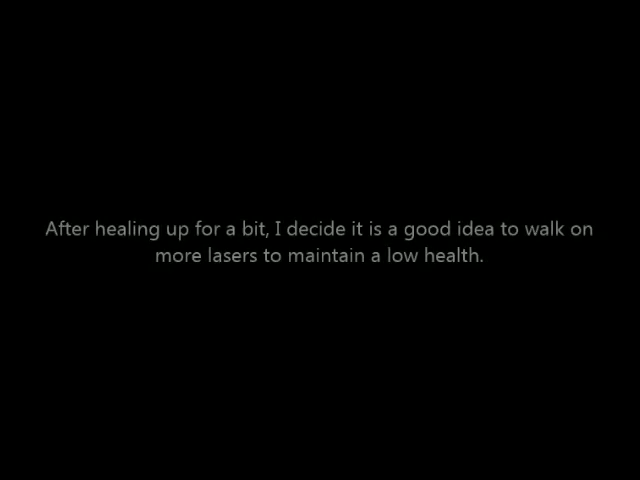 After healing up for a bit, I decide it is a good idea to walk on
more lasers to maintain a low health.